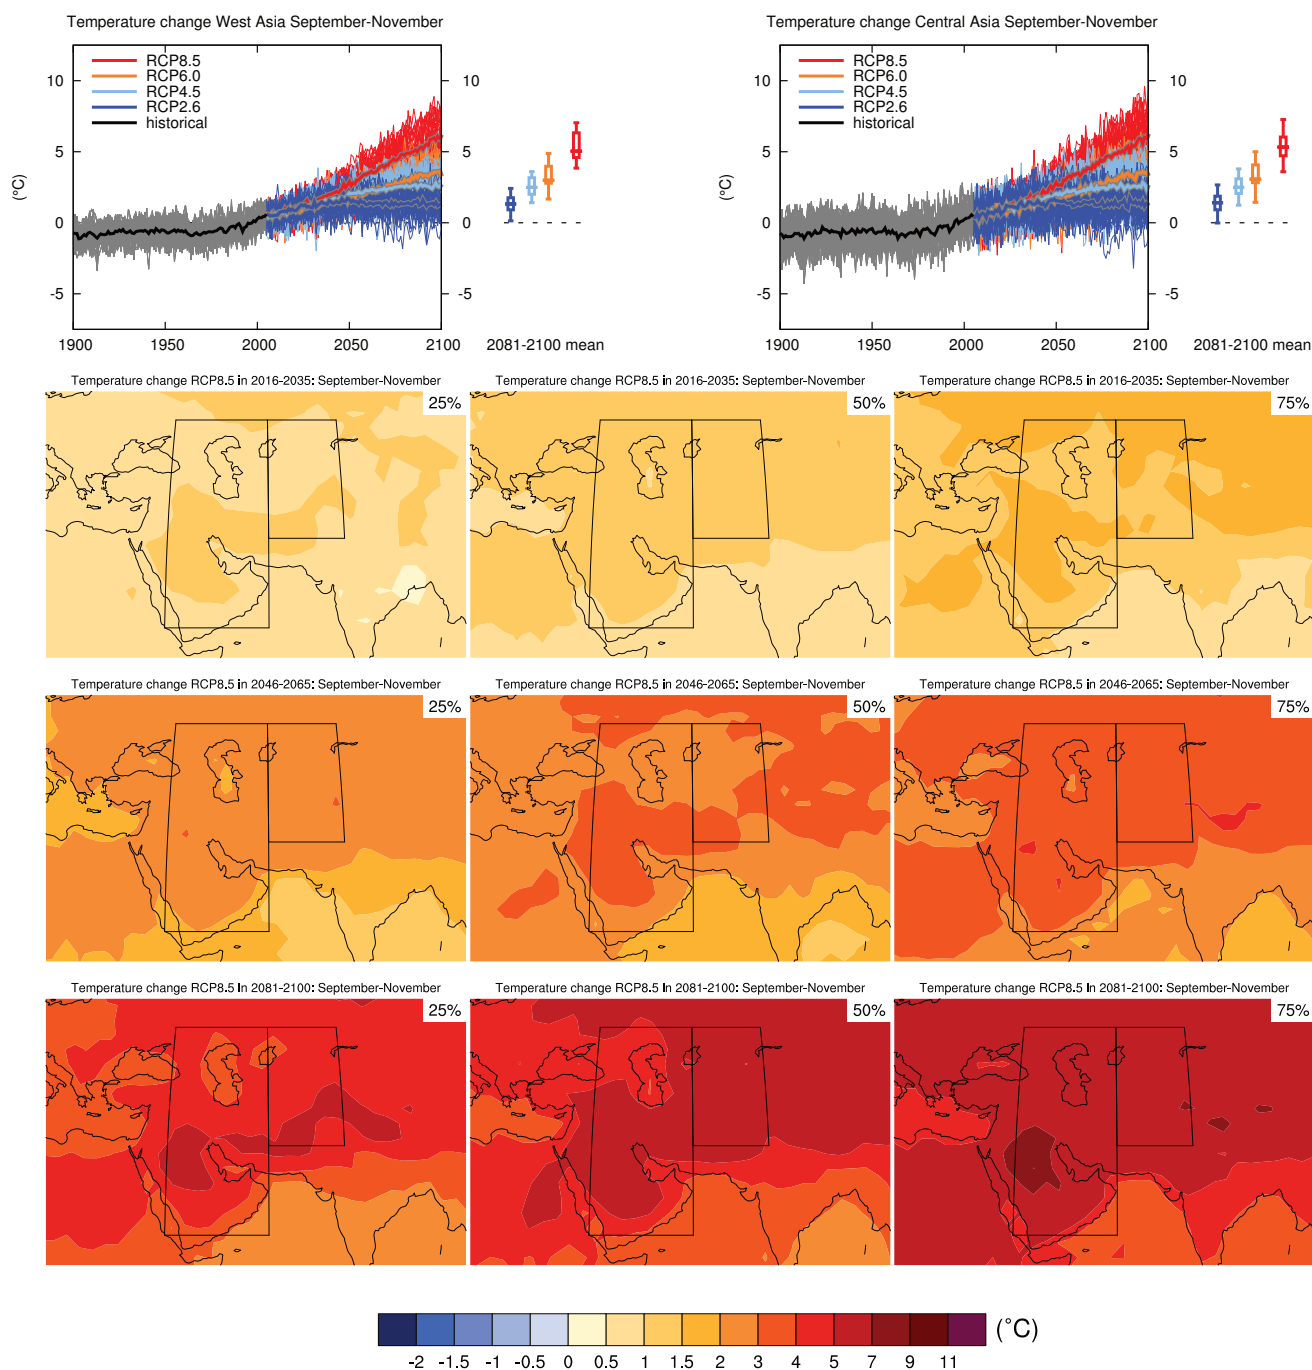 Temperature change West Asia September-November
10
5
0
-5
(°C)
RCP8.5
RCP6.0
RCP4.5
RCP2.6
historical
10
5
0
-5
1900 1950 2000 2050 2100 2081-2100 mean
Temperature change Central Asia September-November
10
5
0
-5
(°C)
RCP8.5
RCP6.0
RCP4.5
RCP2.6
historical
10
5
0
-5
1900 1950 2000 2050 2100 2081-2100 mean
Temperature change RCP8.5 in 2016-2035: September-November
25%
Temperature change RCP8.5 in 2016-2035: September-November
50%
Temperature change RCP8.5 in 2016-2035: September-November
75%
Temperature change RCP8.5 in 2046-2065: September-November
25%
Temperature change RCP8.5 in 2046-2065: September-November
50%
Temperature change RCP8.5 in 2046-2065: September-November
75%
Temperature change RCP8.5 in 2081-2100: September-November
25%
Temperature change RCP8.5 in 2081-2100: September-November
50%
Temperature change RCP8.5 in 2081-2100: September-November
75%
(°C)
-2 -1.5 -1 -0.5 0 0.5 1 1.5 2 3 4 5 7 9 11